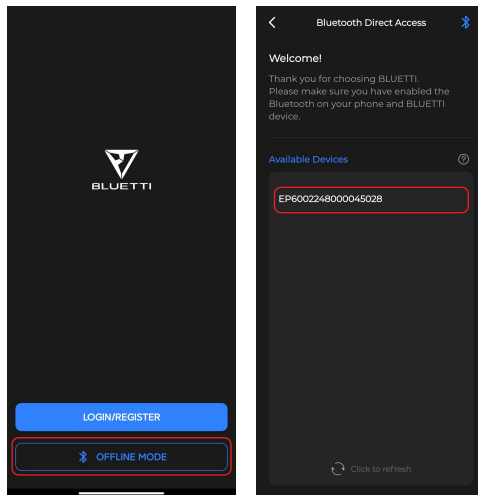 BLUETTI
LOGIN/REGISTER
OFFLINE MODE
Bluetooth Direct Access
Welcome!
Thank you for choosing BLUETTI.
Please make sure you have enabled the
Bluetooth on your phone and BLUETTI
device.
Available Devices
EP6002248000045028
Click to refresh